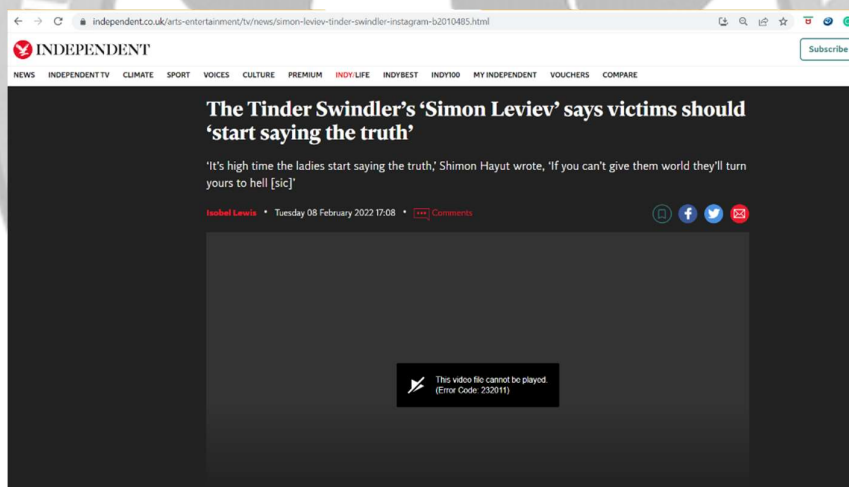 independent.co.uk/arts-entertainment/tv/news/simon-leviev-tinder-swindler-instagram-b2010485.html
INDEPENDENT
Subscribe
NEWS INDEPENDENT TV CLIMATE SPORT VOICES CULTURE PREMIUM INDY/LIFE INDYBEST INDY100 MY INDEPENDENT VOUCHERS COMPARE
The Tinder Swindler’s ‘Simon Leviev’ says victims should
‘start saying the truth’
‘It’s high time the ladies start saying the truth,’ Shimon Hayut wrote, ‘If you can’t give them world they’ll turn
yours to hell [sic]’
Isobel Lewis • Tuesday 08 February 2022 17:08 • Comments
This video file cannot be played.
(Error Code: 232011)